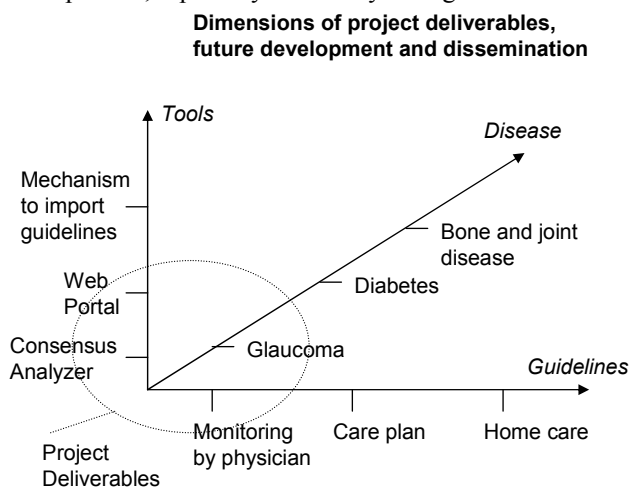 Dimensions of project deliverables,
future development and dissemination
Tools
Disease
Mechanism
to import
guidelines
Bone and joint
disease
Web
Portal
Diabetes
Consensus
Analyzer
Glaucoma
Guidelines
Monitoring
by physician
Care plan
Home care
Project
Deliverables